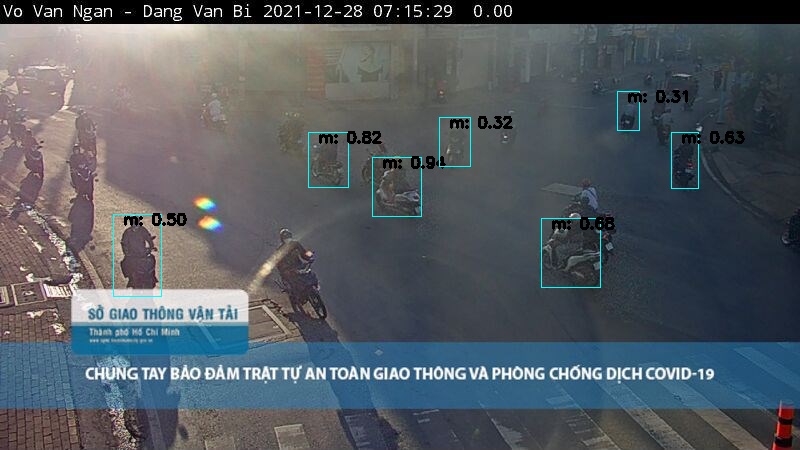 Vo Van Ngan - Dang Van Bi 2021-12-28 07:15:29 0.00
m: 0.31
m: 0.32
m: 0.82
m: 0.63
m: 0.94
m: 0.50
m: 0.68
SỞ GIAO THÔNG VẬN TẢI
Thành phố Hồ Chí Minh
CHUNG TAY BẢO ĐẢM TRẬT TỰ AN TOÀN GIAO THÔNG VÀ PHÒNG CHỐNG DỊCH COVID-19